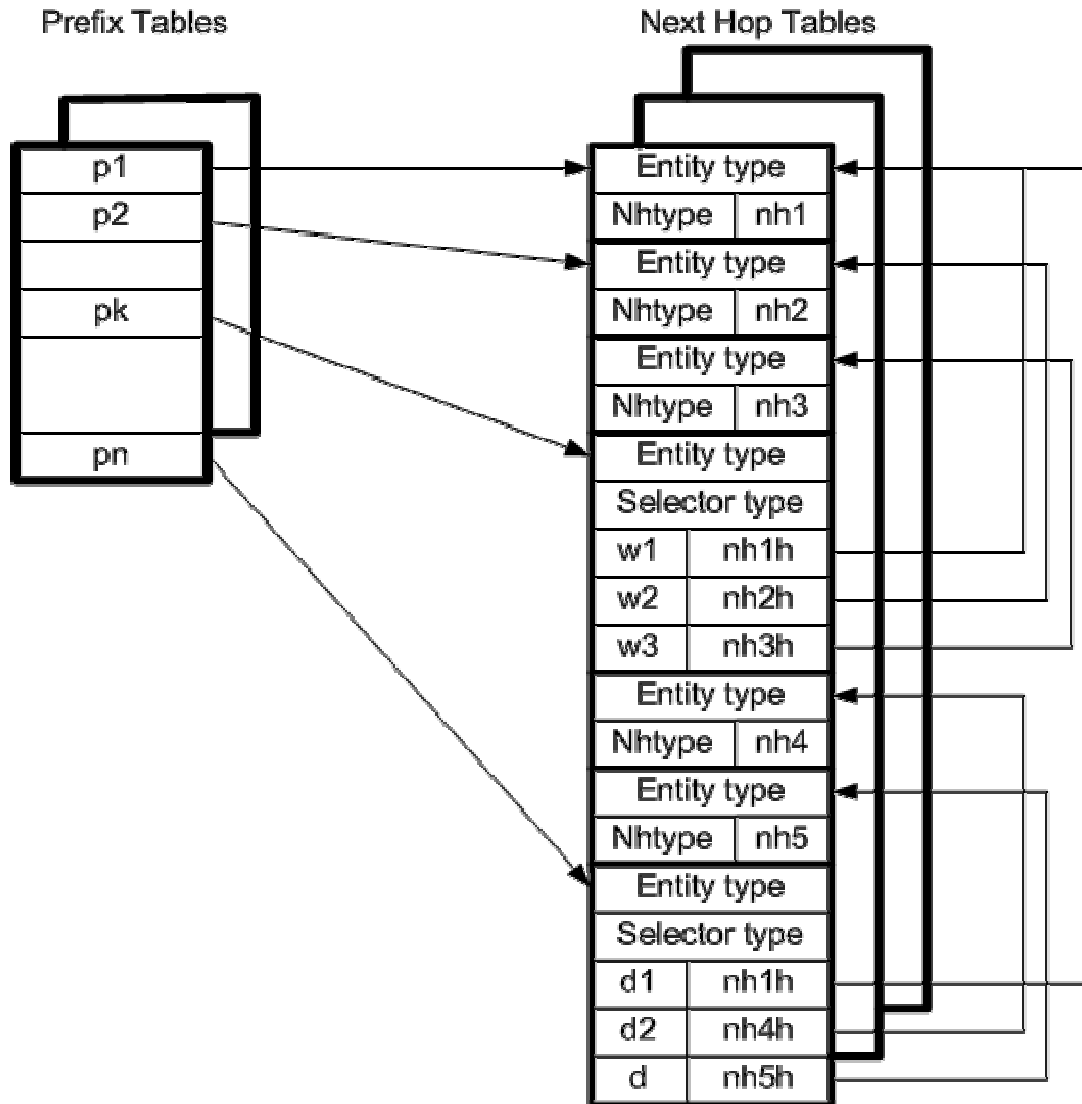 Prefix Tables
Next Hop Tables
p1
p2
pk
pn
Entity type
Nhtype nh1
Entity type
Nhtype nh2
Entity type
Nhtype nh3
Entity type
Selector type
w1 nh1h
w2 nh2h
w3 nh3h
Entity type
Nhtype nh4
Entity type
Nhtype nh5
Entity type
Selector type
d1 nh1h
d2 nh4h
d nh5h